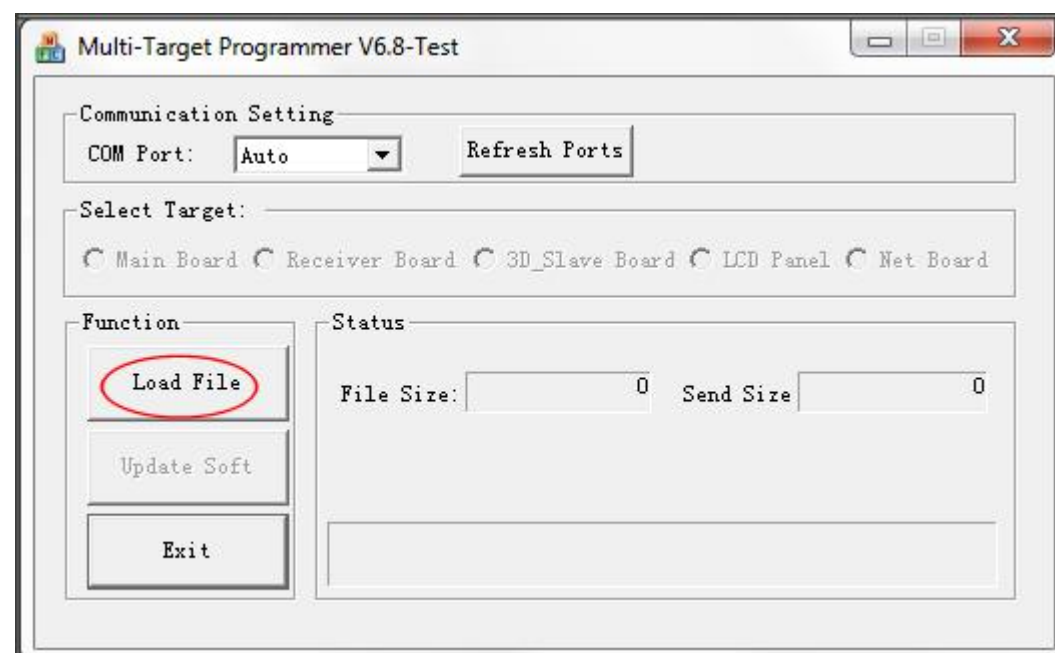 Multi-Target Programmer V6.8-Test
Communication Setting
COM Port: Auto Refresh Ports
Select Target:
Main Board Receiver Board 3D_Slave Board LCD Panel Net Board
Function Status
Load File File Size: 0 Send Size 0
Update Soft
Exit